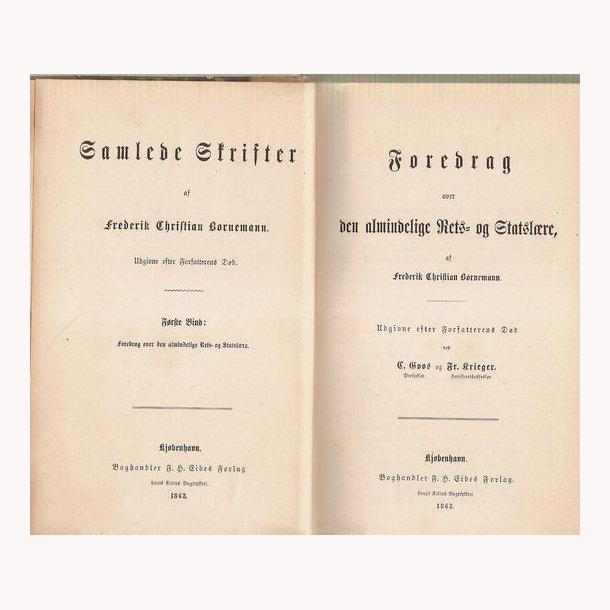 Samlede Skrifter
af
Frederik Christian Bornemann.
Udgivne efter Forfatterens Død.
Første Bind:
Foredrag over den almindelige Rets- og Statslære.
Kjøbenhavn.
Boghandler F. H. Eibes Forlag
Louis Kleins Bogtrykkeri.
1863.
Foredrag
over
den almindelige Rets- og Statslære,
af
Frederik Christian Bornemann.
Udgivne efter Forfatterens Død
ved
C. Goos og Fr. Krieger.
Professor. Høiesteretsassessor.
Kjøbenhavn.
Boghandler F. H. Eibes Forlag.
Louis Kleins Bogtrykkeri.
1863.